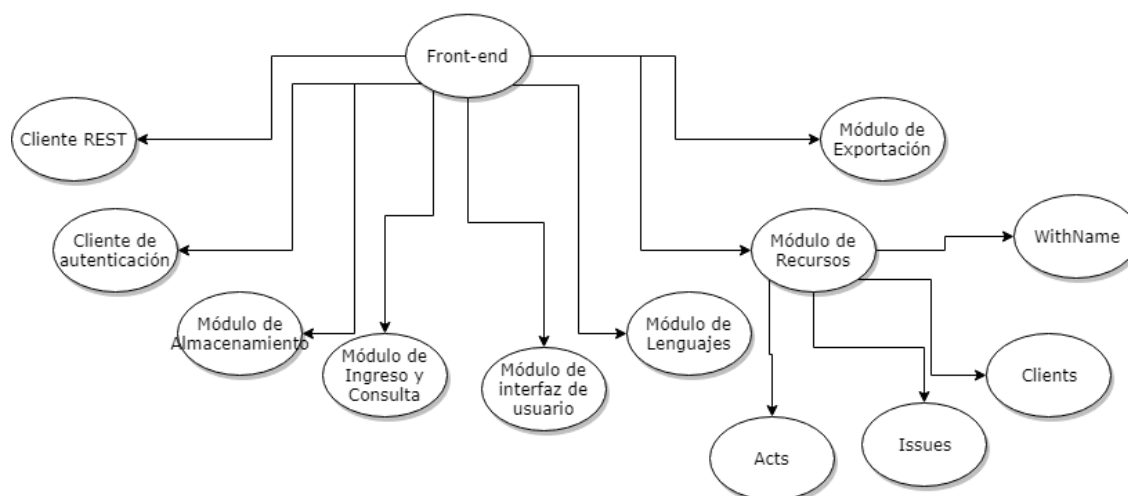 Front-end
Cliente REST
Módulo de
Exportación
Cliente de
autenticación
Módulo de
Recursos
WithName
Módulo de
Almacenamiento
Módulo de
Ingreso y
Consulta
Módulo de
interfaz de
usuario
Módulo de
Lenguajes
Clients
Acts
Issues